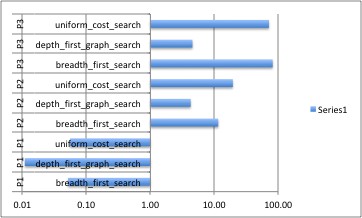 P3 uniform_cost_search
P3 depth_first_graph_search
P3 breadth_first_search
P2 uniform_cost_search
P2 depth_first_graph_search
P2 breadth_first_search
P1 uniform_cost_search
P1 depth_first_graph_search
P1 breadth_first_search
0.01 0.10 1.00 10.00 100.00
Series1